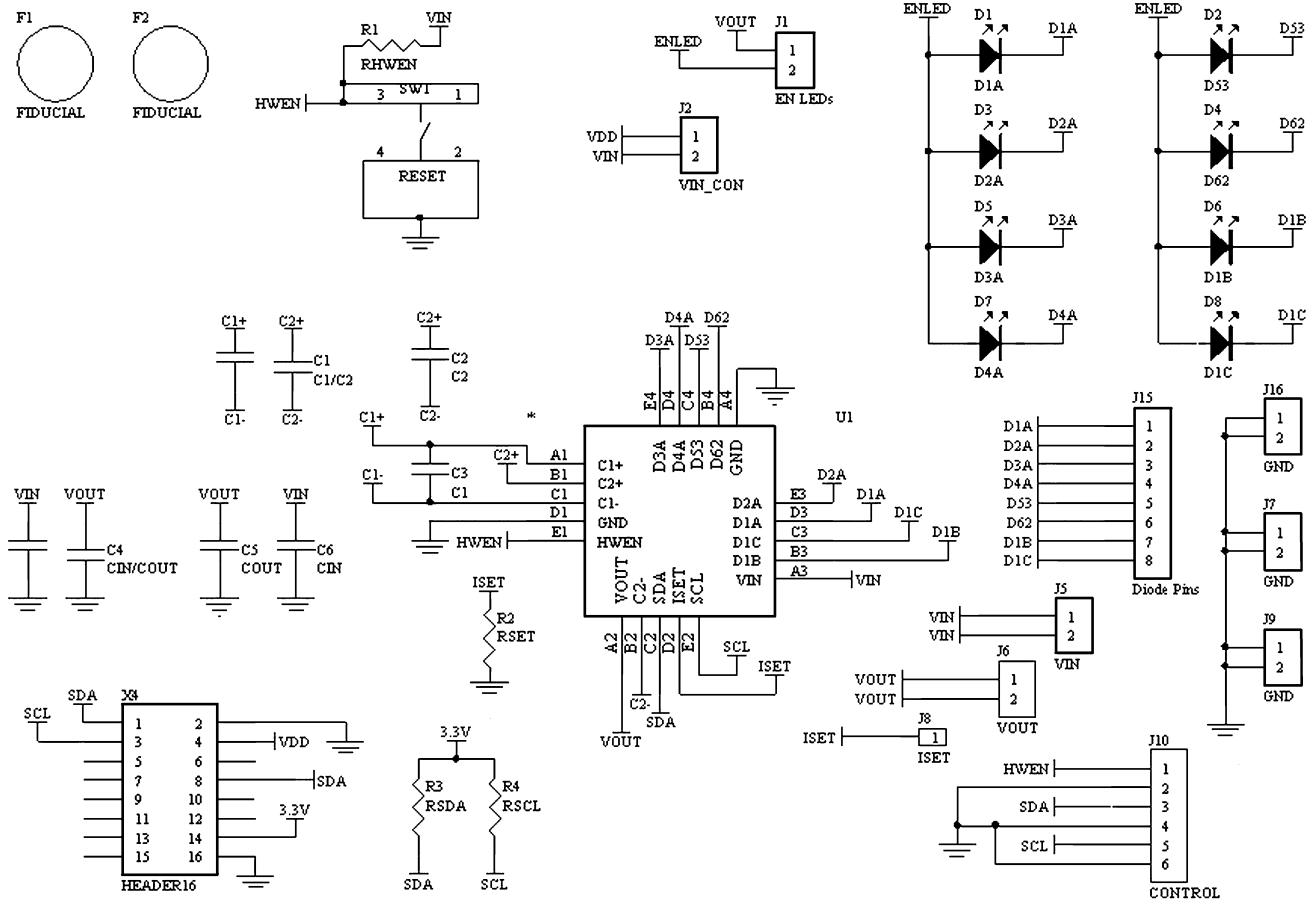 F1
FIDUCIAL
F2
FIDUCIAL
R1
VIN
RHWEN
HWEN
SW1
3 1
4 2
RESET
VOUT
ENLED
J1
1
2
EN LEDs
J2
VDD
VIN
1
2
VIN_CON
ENLED
D1
D1A
D1A
D3
D2A
D2A
D5
D3A
D3A
D7
D4A
D4A
ENLED
D2
D53
D53
D4
D62
D62
D6
D1B
D1B
D8
D1C
D1C
C1+
C1-
C2+
C1
C1/C2
C2-
C2+
C2
C2
C2-
C1+
C1-
C3
C1
C2+
*
U1
D3A
D4A
D53
D62
E4
D4
C4
B4
A4
D3A
D4A
D53
D62
GND
A1
B1
C1
D1
E1
C1+
C2+
C1-
GND
HWEN
HWEN
D2A
D1A
D1C
D1B
VIN
E3
D3
C3
B3
A3
D2A
D1A
D1C
D1B
VIN
VOUT
C2-
SDA
ISET
SCL
A2
B2
C2
D2
E2
VOUT
C2-
SDA
SCL
ISET
VIN
VOUT
C4
CIN/COUT
VOUT
C5
COUT
VIN
C6
CIN
ISET
R2
RSET
J15
D1A 1
D2A 2
D3A 3
D4A 4
D53 5
D62 6
D1B 7
D1C 8
Diode Pins
J16
1
2
GND
J7
1
2
GND
J9
1
2
GND
J5
VIN 1
VIN 2
VIN
J6
VOUT 1
VOUT 2
VOUT
J8
ISET 1
ISET
J10
HWEN 1
2
SDA 3
4
SCL 5
6
CONTROL
SDA
SCL
X4
1 2
3 4
VDD
5 6
7 8
SDA
9 10
3.3V
11 12
13 14
15 16
HEADER16
3.3V
R3
RSDA
R4
RSCL
SDA
SCL